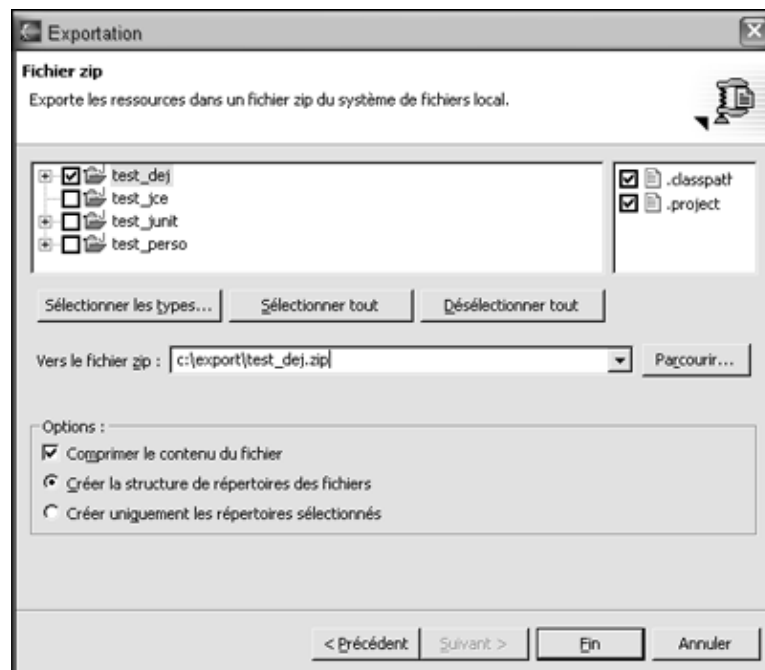 Exportation
Fichier zip
Exporte les ressources dans un fichier zip du système de fichiers local.
test_dej
test_jce
test_junit
test_perso
.classpath
.project
Sélectionner les types... Sélectionner tout Désélectionner tout
Vers le fichier zip : c:\export\test_dej.zip Parcourir...
Options :
Comprimer le contenu du fichier
Créer la structure de répertoires des fichiers
Créer uniquement les répertoires sélectionnés
< Précédent Suivant > Fin Annuler